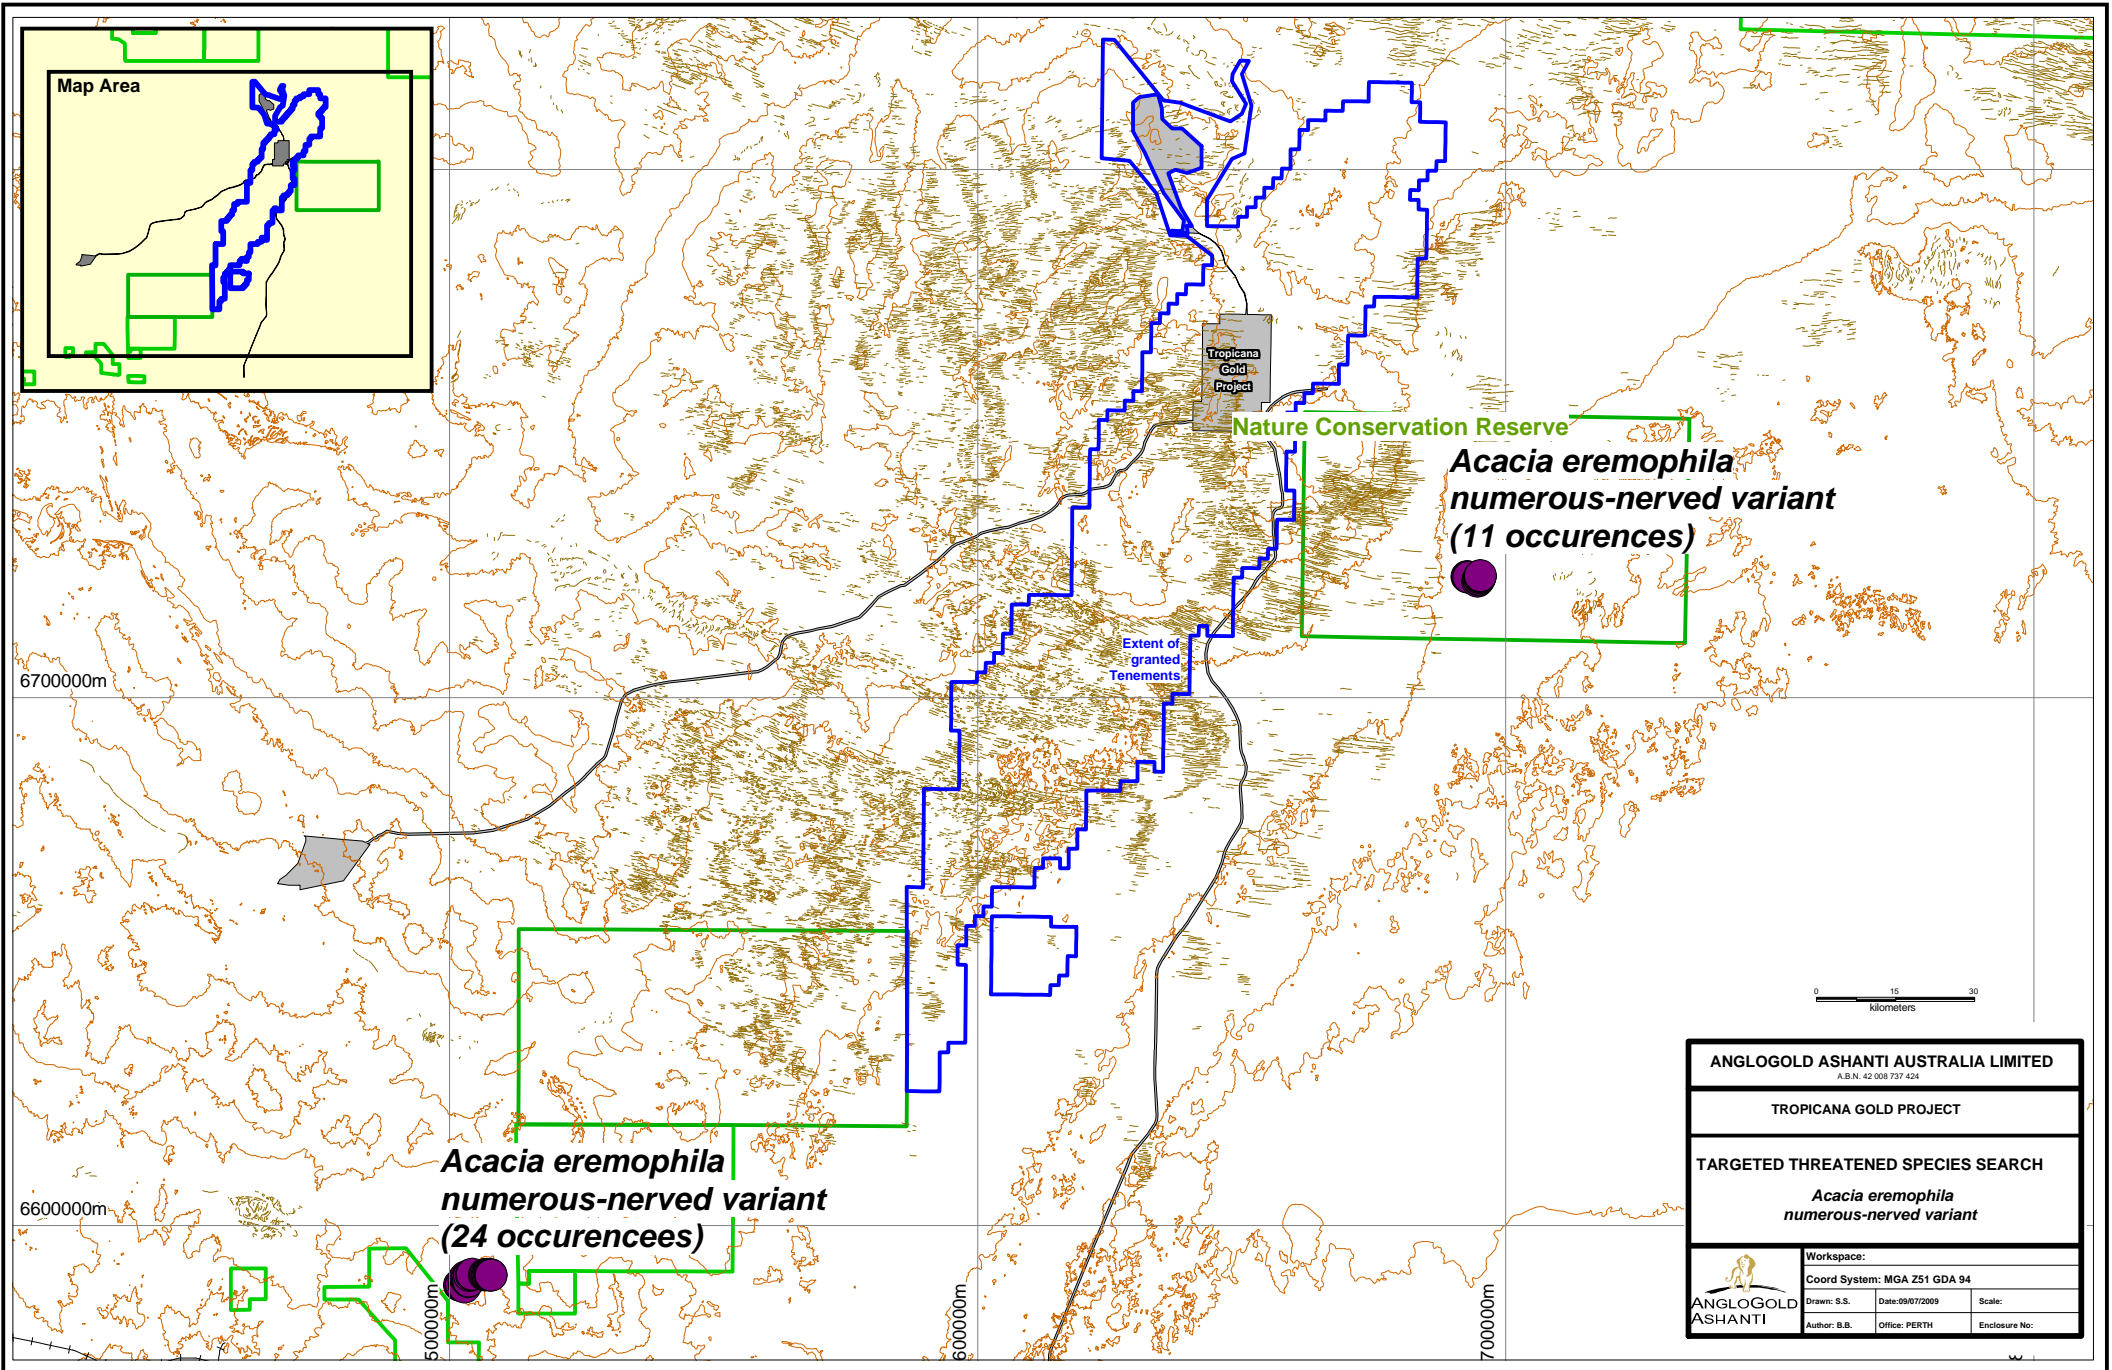 Map Area
Tropicana
Gold
Project
Nature Conservation Reserve
Acacia eremophila
numerous-nerved variant
(11 occurences)
Extent of
granted
Tenements
6700000m
6600000m
Acacia eremophila
numerous-nerved variant
(24 occurencees)
500000m
600000m
700000m
0 15 30
kilometers
ANGLOGOLD ASHANTI AUSTRALIA LIMITED
A.B.N. 42 008 737 424
TROPICANA GOLD PROJECT
TARGETED THREATENED SPECIES SEARCH
Acacia eremophila
numerous-nerved variant
ANGLOGOLD
ASHANTI
Workspace:
Coord System: MGA Z51 GDA 94
Drawn: S.S. Date:09/07/2009 Scale:
Author: B.B. Office: PERTH Enclosure No: